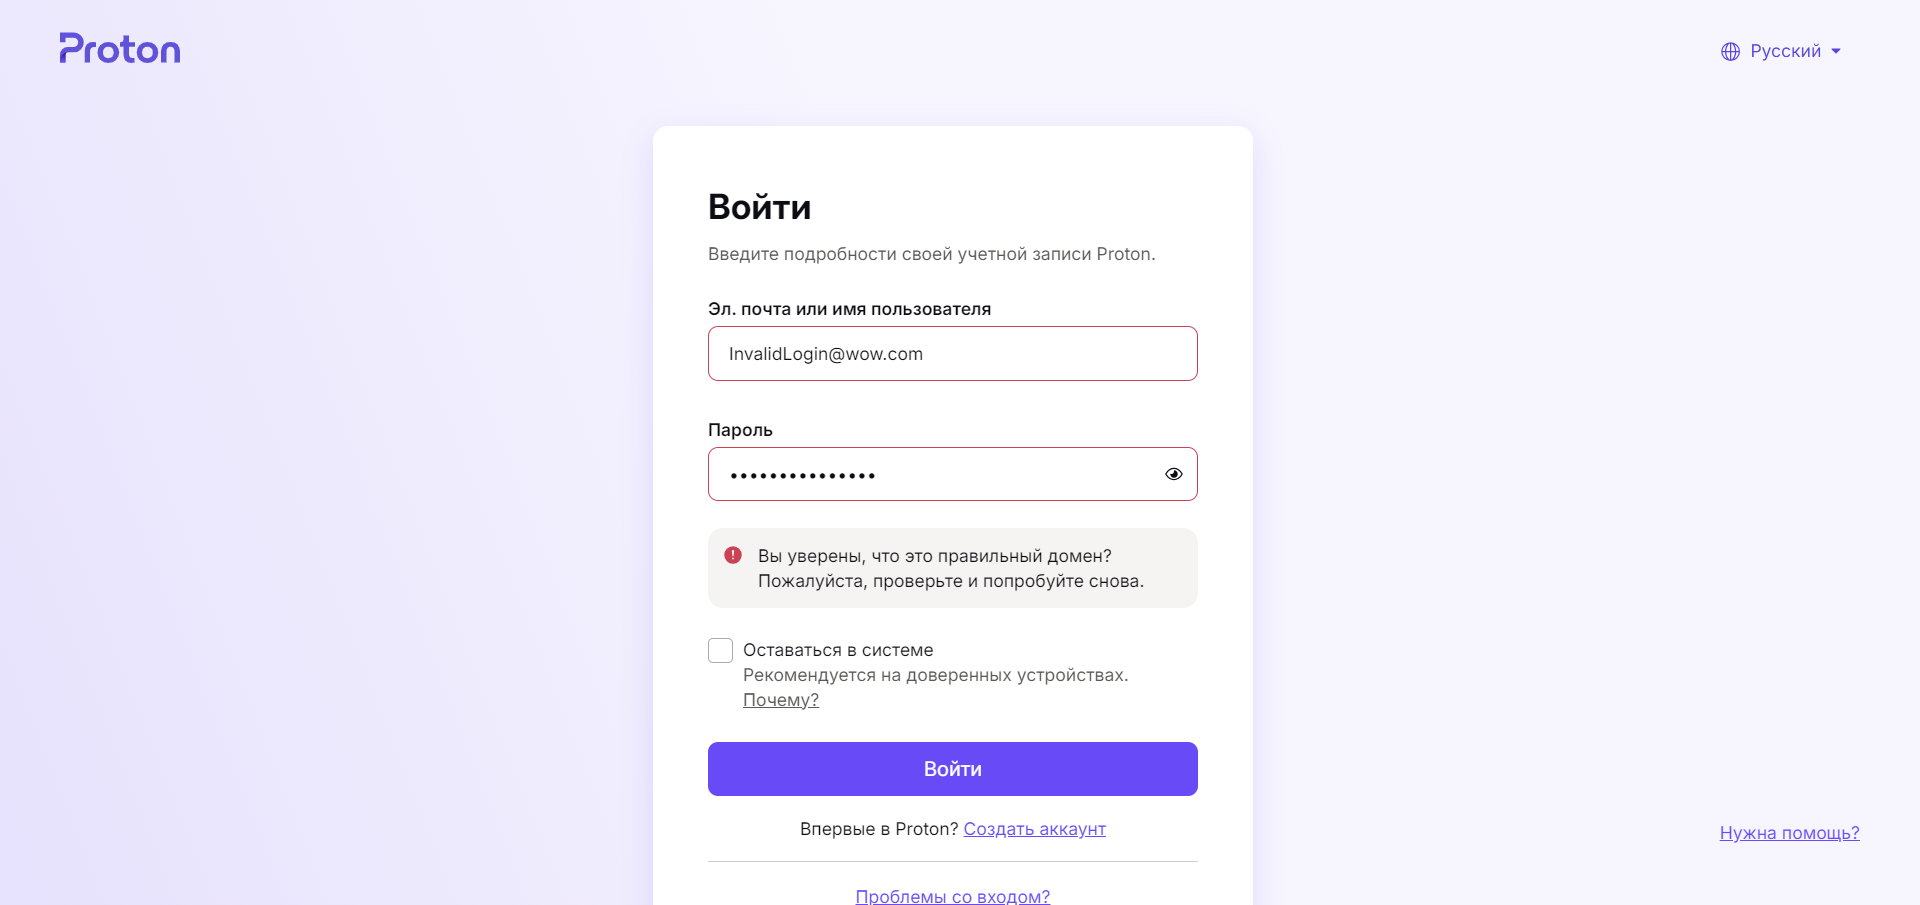 Proton
Русский
Войти
Введите подробности своей учетной записи Proton.
Эл. почта или имя пользователя
InvalidLogin@wow.com
Пароль
•••••••••••••••
Вы уверены, что это правильный домен?
Пожалуйста, проверьте и попробуйте снова.
Оставаться в системе
Рекомендуется на доверенных устройствах.
Почему?
Войти
Впервые в Proton? Создать аккаунт
Нужна помощь?
Проблемы со входом?